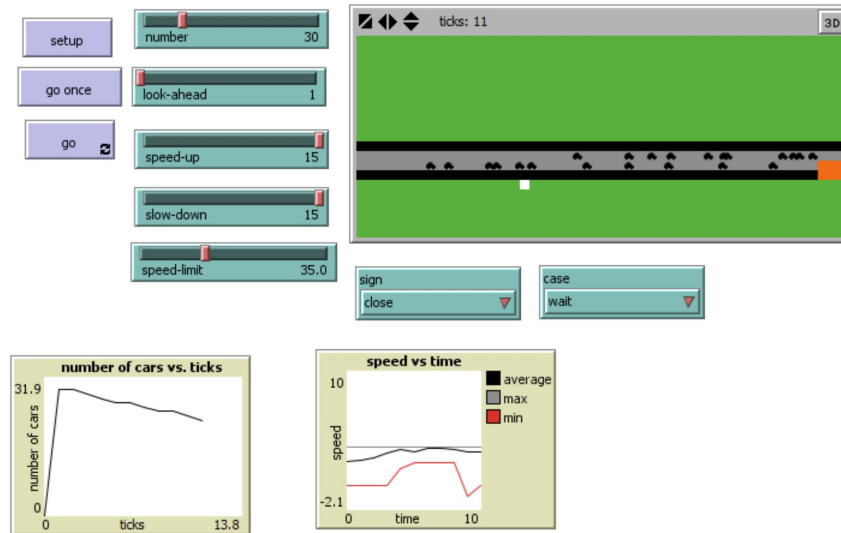 setup
go once
go
number 30
look-ahead 1
speed-up 15
slow-down 15
speed-limit 35.0
ticks: 11
3D
sign
close
case
wait
number of cars vs. ticks
31.9
number of cars
0
0 ticks 13.8
speed vs time
10
speed
-2.1
0 time 10
average
max
min